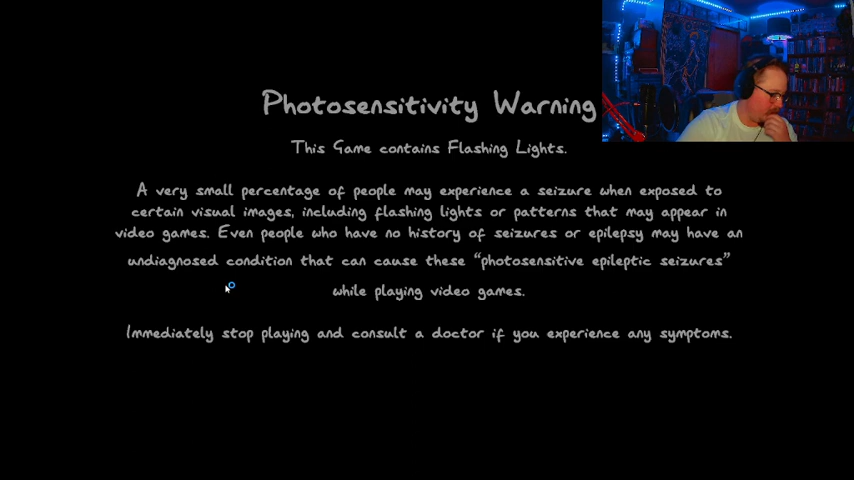 Photosensitivity Warning
This Game contains Flashing Lights.
A very small percentage of people may experience a seizure when exposed to
certain visual images, including flashing lights or patterns that may appear in
video games. Even people who have no history of seizures or epilepsy may have an
undiagnosed condition that can cause these “photosensitive epileptic seizures”
while playing video games.
Immediately stop playing and consult a doctor if you experience any symptoms.